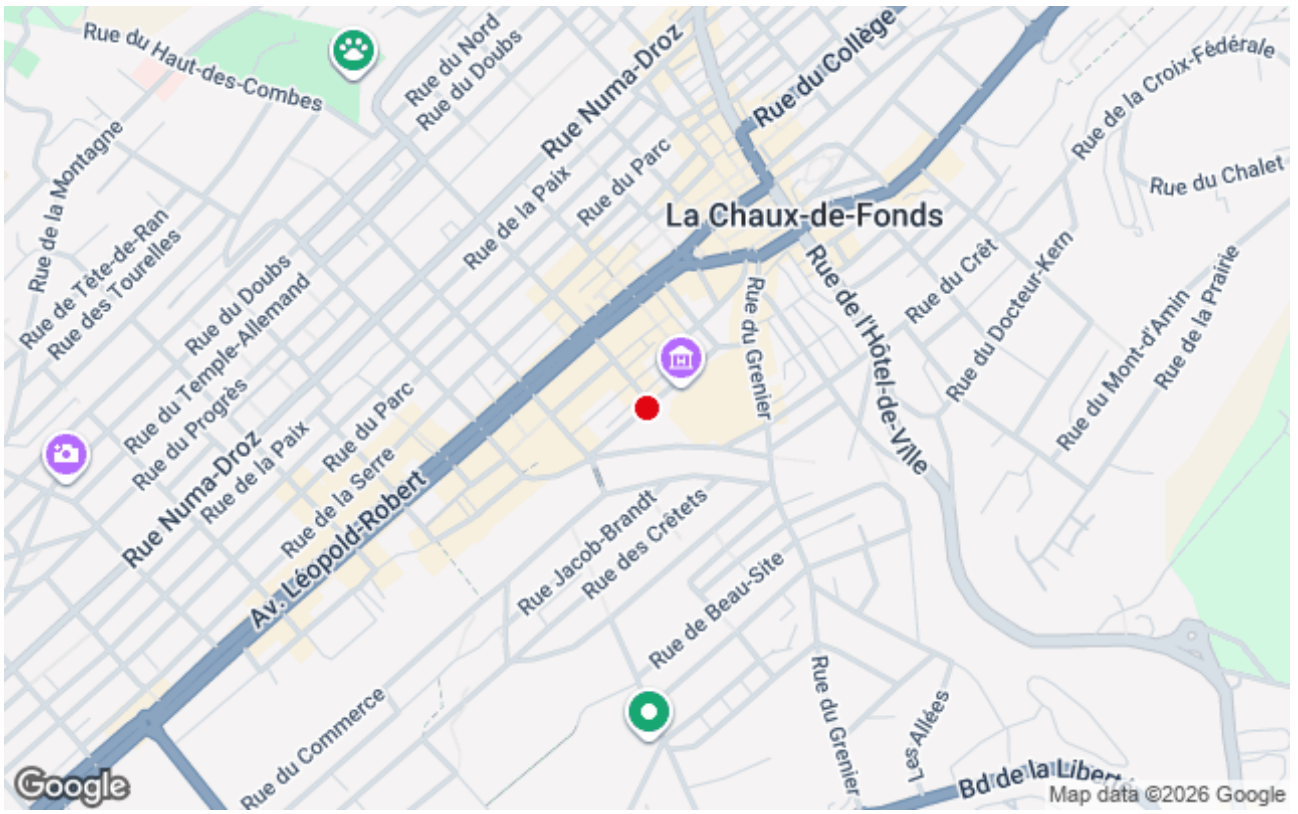 Rue du Haut-des-Combes
Rue du Nord
Rue du Doubs
Rue Numa-Droz
Rue du Collège
Rue de la Croix-Fédérale
Rue du Chalet
Rue de la Montagne
Rue du Parc
Rue de la Paix
La Chaux-de-Fonds
Rue de Tête-de-Ran
Rue des Tourelles
Rue du Doubs
Rue du Temple-Allemand
Rue du Progrès
Rue Numa-Droz
Rue de la Paix
Rue du Parc
Rue de la Serre
Av. Léopold-Robert
Rue du Grenier
Rue de l'Hôtel-de-Ville
Rue du Crêt
Rue du Docteur-Kern
Rue du Mont-d'Amin
Rue de la Prairie
Rue Jacob-Brandt
Rue des Crêtets
Rue de Beau-Site
Rue du Commerce
Rue du Grenier
Les Allées
Bd de la Liberté
Google
Map data ©2026 Google